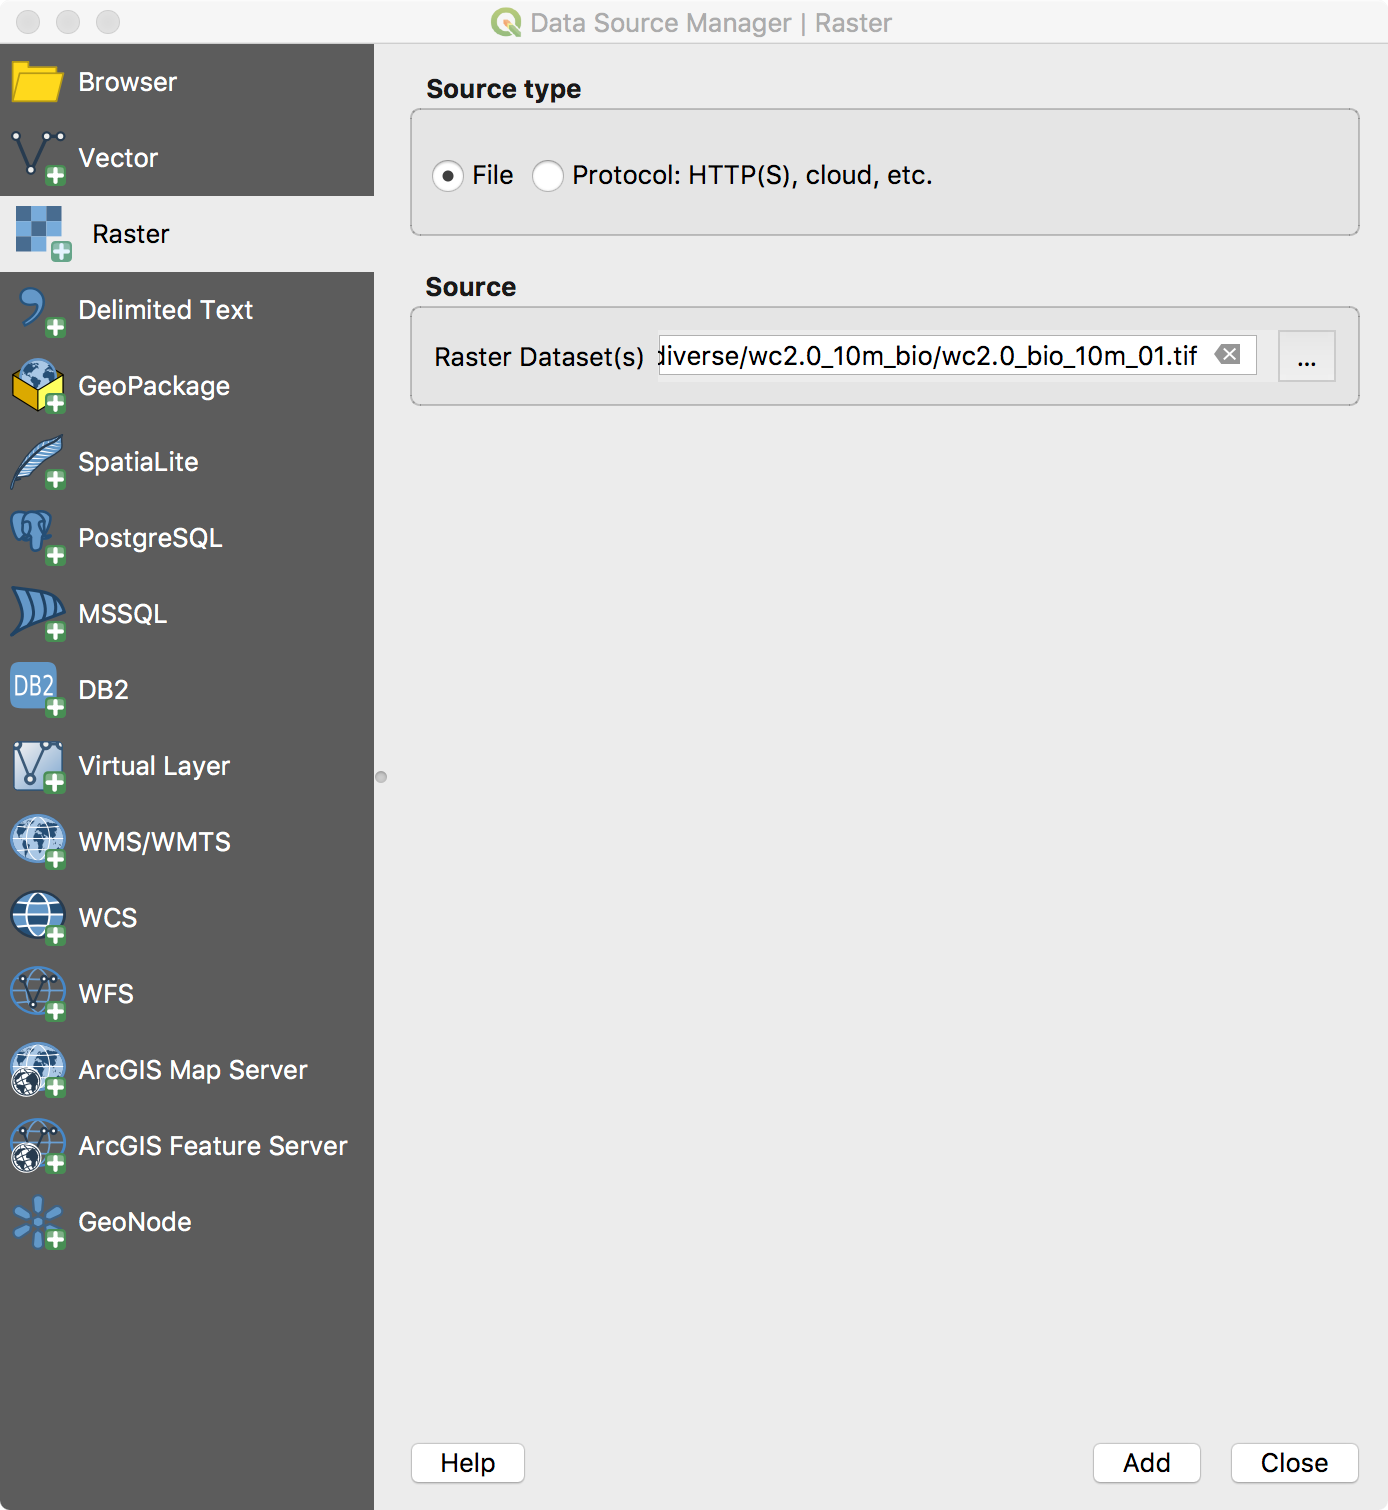 Data Source Manager | Raster
Browser
Vector
Raster
Delimited Text
GeoPackage
SpatiaLite
PostgreSQL
MSSQL
DB2
DB2
Virtual Layer
WMS/WMTS
WCS
WFS
ArcGIS Map Server
ArcGIS Feature Server
GeoNode
Source type
File
Protocol: HTTP(S), cloud, etc.
Source
Raster Dataset(s) diverse/wc2.0_10m_bio/wc2.0_bio_10m_01.tif ...
Help
Add
Close